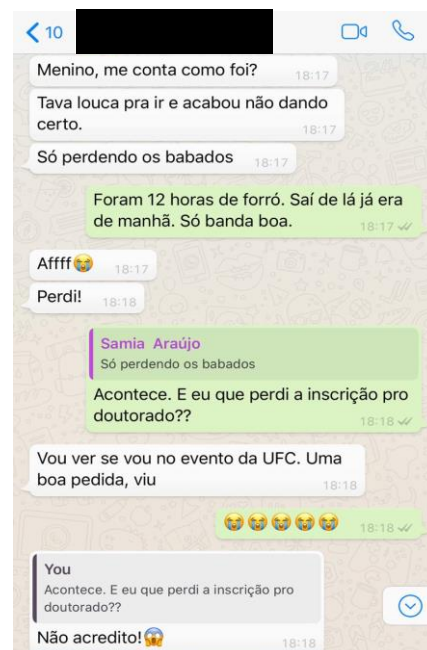 10
Menino, me conta como foi?
18:17
Tava louca pra ir e acabou não dando
certo.
18:17
Só perdendo os babados
18:17
Foram 12 horas de forró. Saí de lá já era
de manhã. Só banda boa.
18:17
Affff😭
18:17
Perdi!
18:18
Samia Araújo
Só perdendo os babados
Acontece. E eu que perdi a inscrição pro
doutorado??
18:18
Vou ver se vou no evento da UFC. Uma
boa pedida, viu
18:18
😭😭😭😭😭
18:18
You
Acontece. E eu que perdi a inscrição pro
doutorado??
Não acredito!😱
18:18